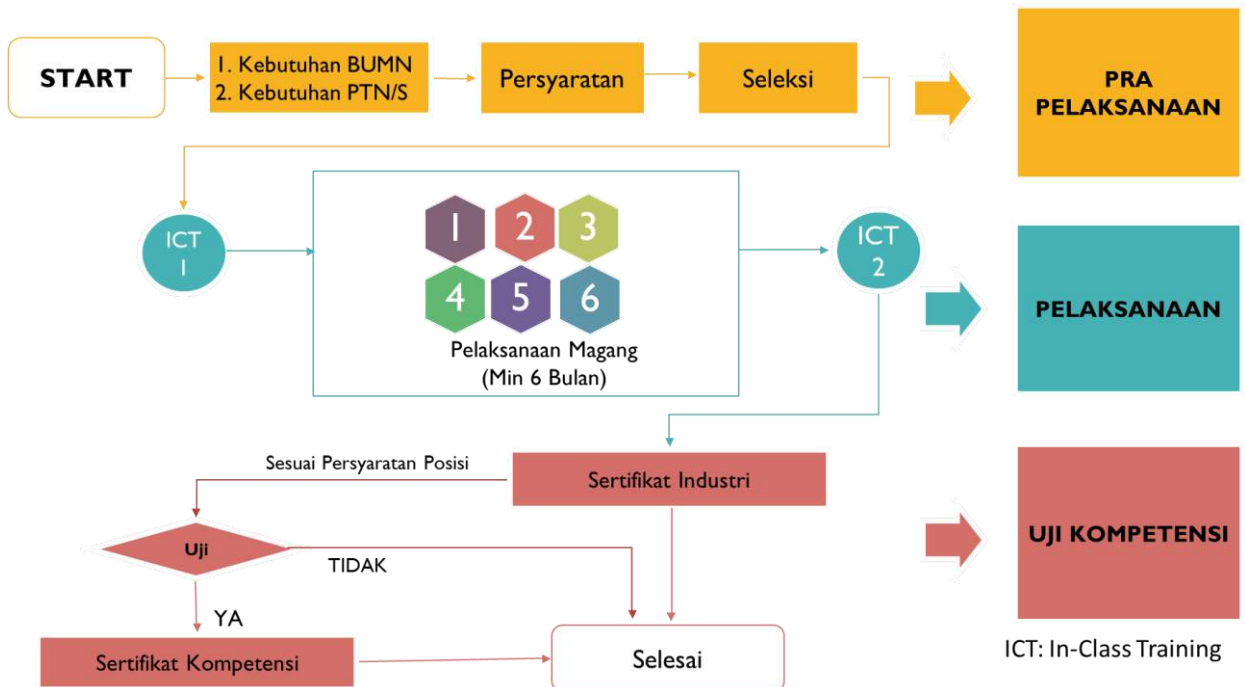 START
1. Kebutuhan BUMN
2. Kebutuhan PTN/S
Persyaratan
Seleksi
PRA
PELAKSANAAN
ICT
1
1
2
3
4
5
6
Pelaksanaan Magang
(Min 6 Bulan)
ICT
2
PELAKSANAAN
Sesuai Persyaratan Posisi
Sertifikat Industri
Uji
TIDAK
YA
Sertifikat Kompetensi
Selesai
UJI KOMPETENSI
ICT: In-Class Training